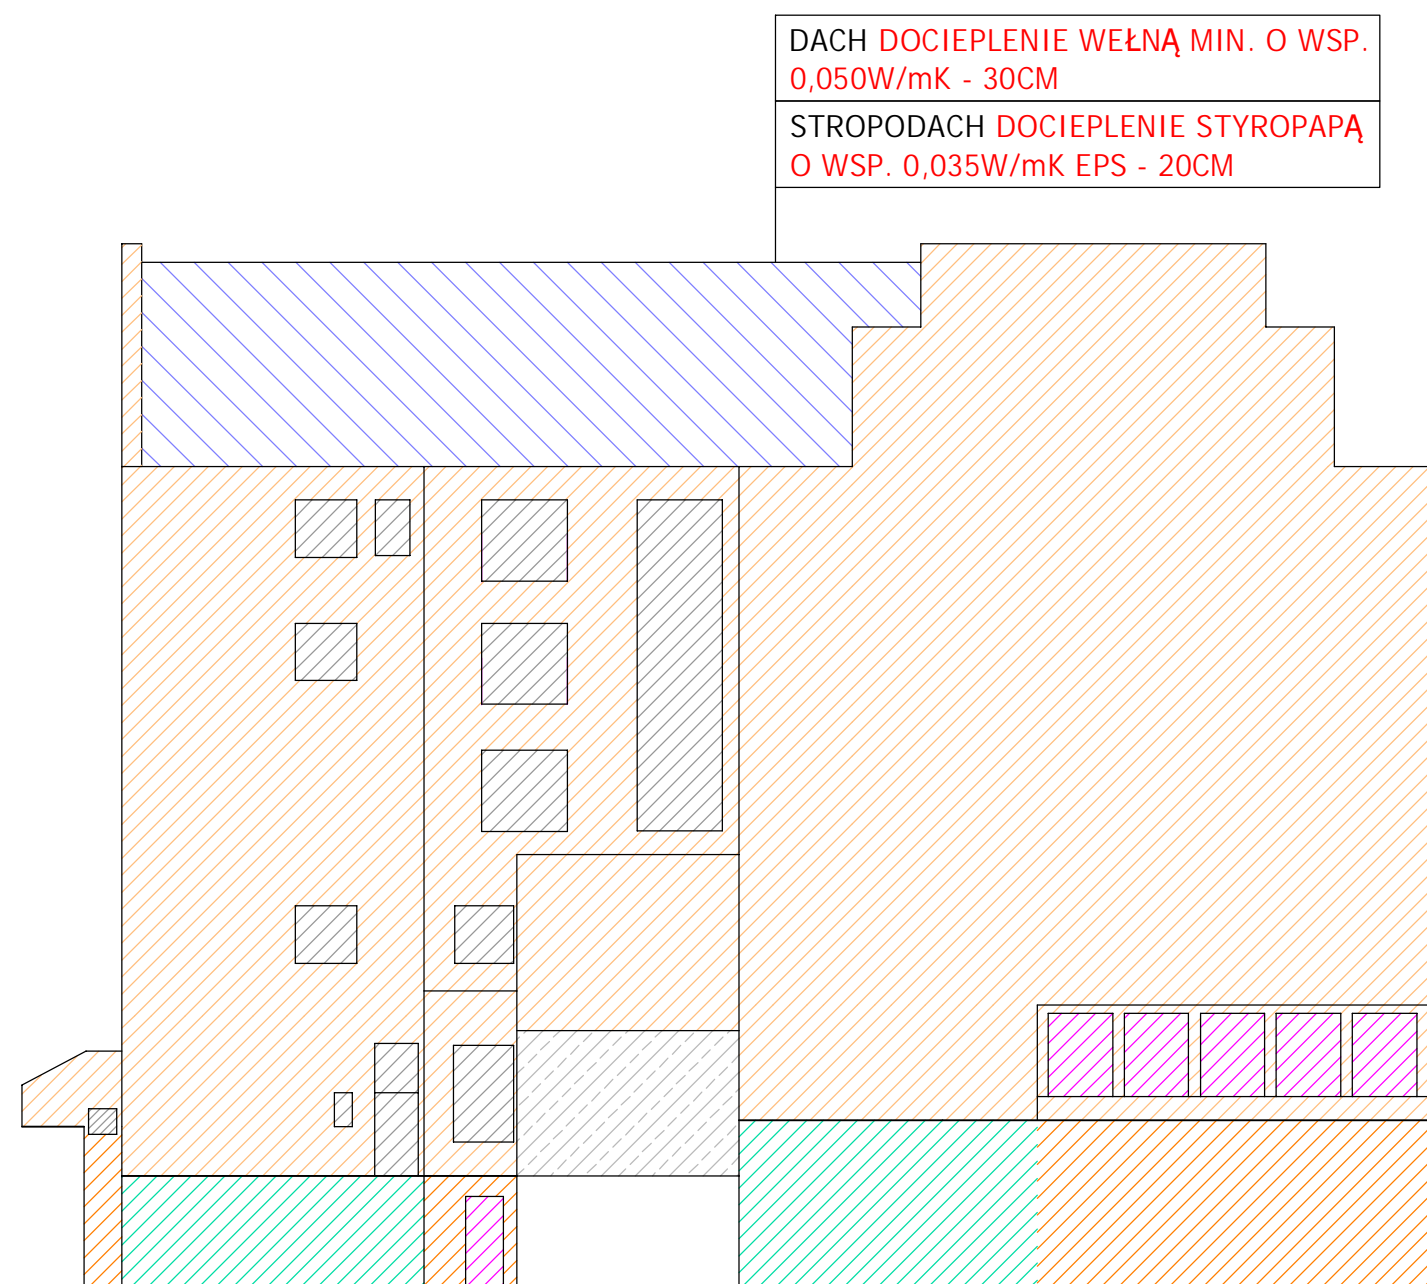 DACH DOCIEPLENIE WEŁNĄ MIN. O WSP.
0,050W/mK - 30CM
STROPODACH DOCIEPLENIE STYROPAPĄ
O WSP. 0,035W/mK EPS - 20CM